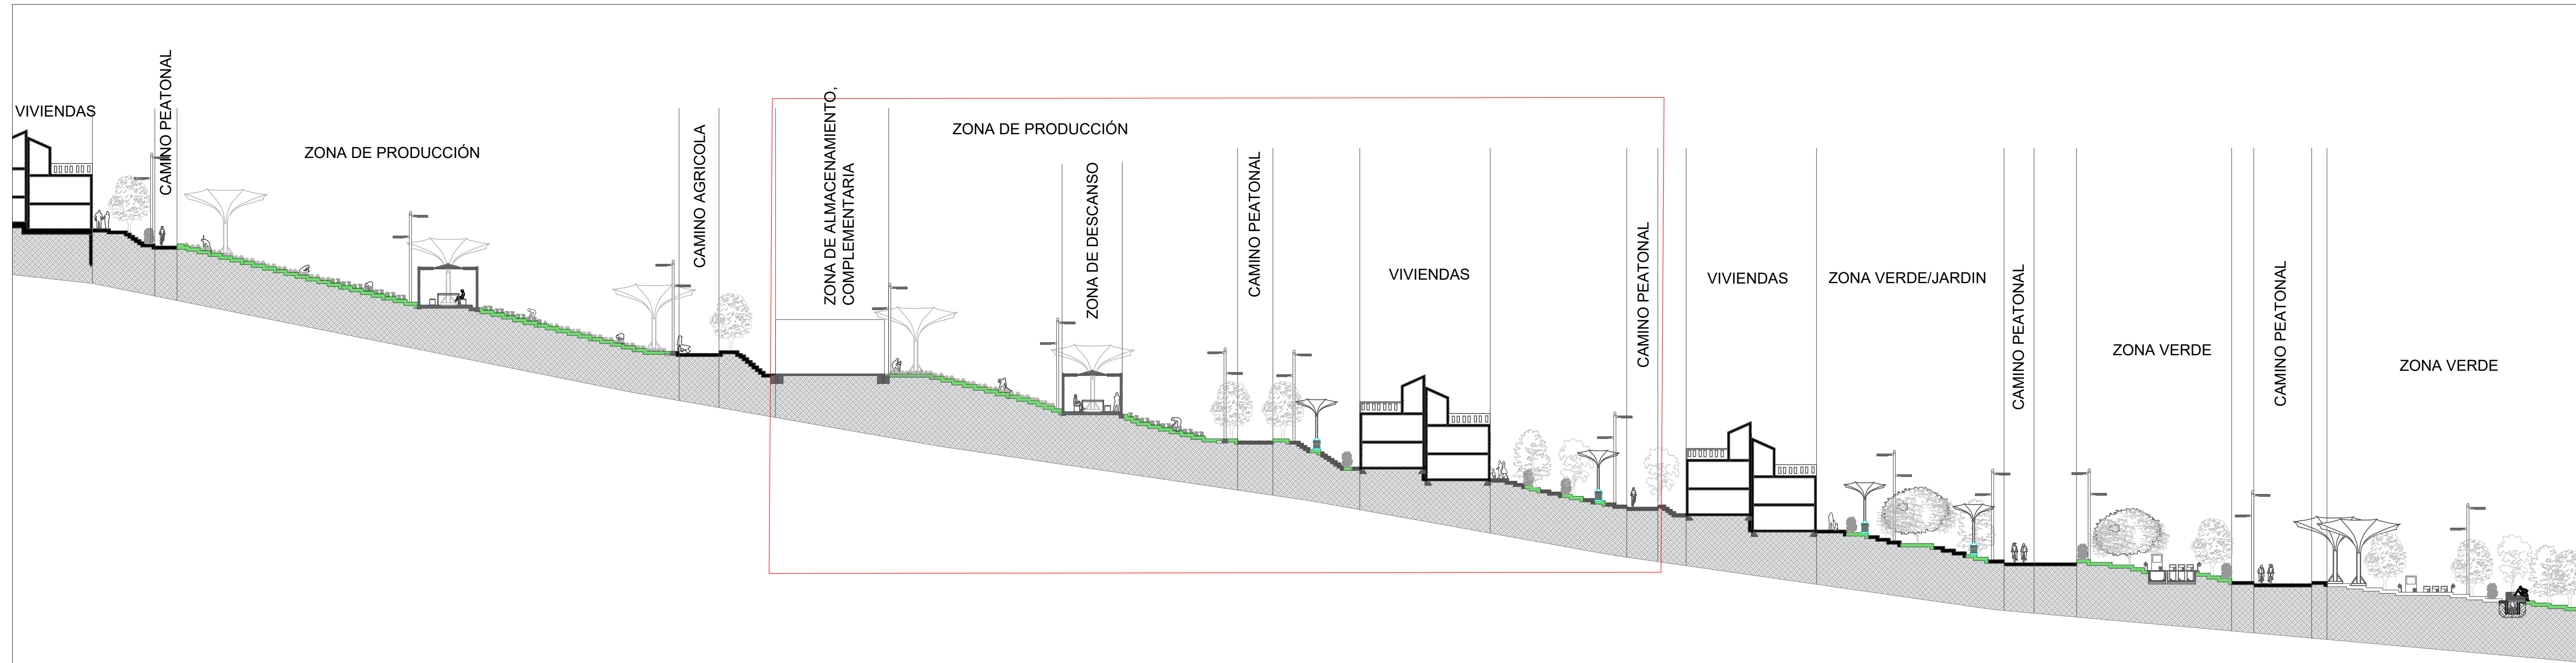 VIVIENDAS
CAMINO PEATONAL
ZONA DE PRODUCCIÓN
CAMINO AGRICOLA
ZONA DE ALMACENAMIENTO,
COMPLEMENTARIA
ZONA DE PRODUCCIÓN
ZONA DE DESCANSO
CAMINO PEATONAL
VIVIENDAS
CAMINO PEATONAL
VIVIENDAS
ZONA VERDE/JARDIN
CAMINO PEATONAL
ZONA VERDE
CAMINO PEATONAL
ZONA VERDE